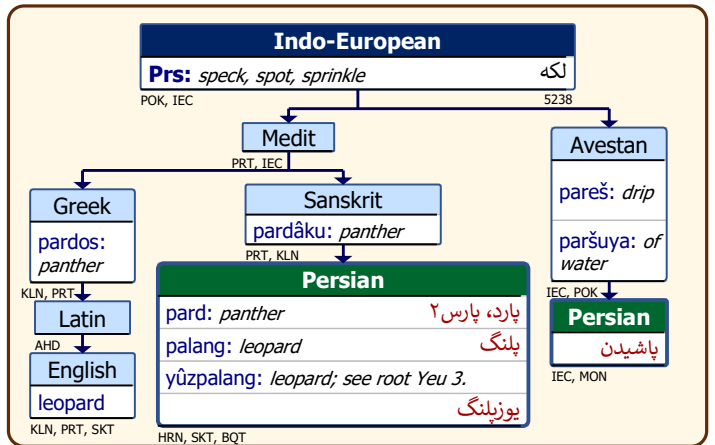 Indo-European
Prs: speck, spot, sprinkle لکه
POK, IEC 5238
Medit
PRT, IEC
Avestan
pareš: drip
paršuya: of
water
IEC, POK
Greek
pardos:
panther
KLN, PRT
Sanskrit
pardâku: panther
PRT, KLN
Latin
AHD
English
leopard
KLN, PRT, SKT
Persian
pard: panther پارد، پارس۲
palang: leopard پلنگ
yûzpalang: leopard; see root Yeu 3.
یوزپلنگ
HRN, SKT, BQT
Persian
پاشیدن
IEC, MON